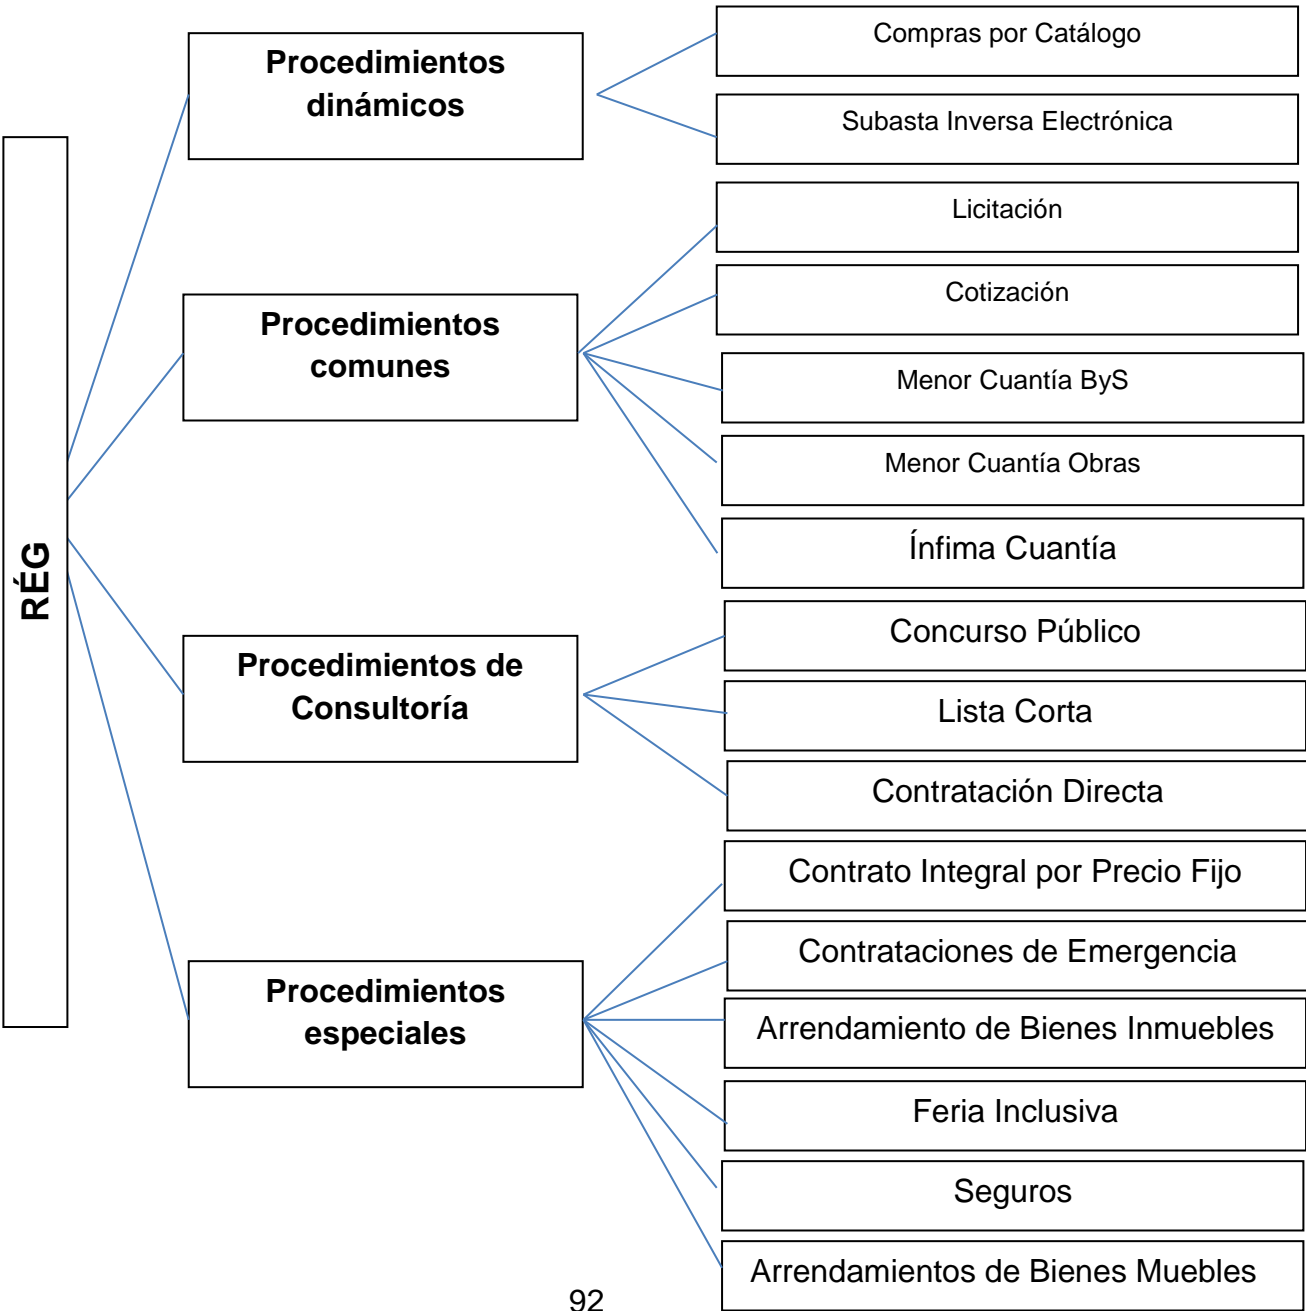 RÉG
Procedimientos
dinámicos
Compras por Catálogo
Subasta Inversa Electrónica
Procedimientos
comunes
Licitación
Cotización
Menor Cuantía ByS
Menor Cuantía Obras
Ínfima Cuantía
Procedimientos de
Consultoría
Concurso Público
Lista Corta
Contratación Directa
Procedimientos
especiales
Contrato Integral por Precio Fijo
Contrataciones de Emergencia
Arrendamiento de Bienes Inmuebles
Feria Inclusiva
Seguros
Arrendamientos de Bienes Muebles
92